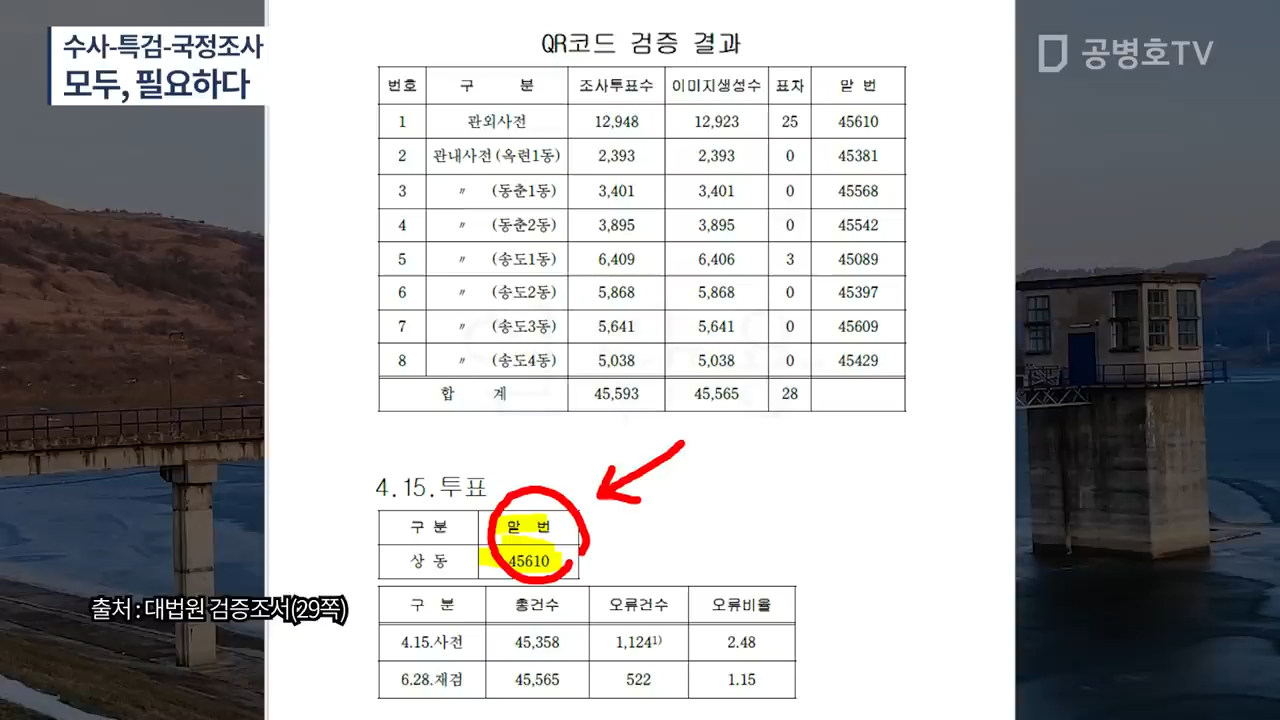 수사-특검-국정조사
모두, 필요하다
공병호TV
QR코드 검증 결과
번호 구 분 조사투표수 이미지생성수 표차 맏 번
1 관외사전 12,948 12,923 25 45610
2 관내사전(옥련1동) 2,393 2,393 0 45381
3 〃 (동춘1동) 3,401 3,401 0 45568
4 〃 (동춘2동) 3,895 3,895 0 45542
5 〃 (송도1동) 6,409 6,406 3 45089
6 〃 (송도2동) 5,868 5,868 0 45397
7 〃 (송도3동) 5,641 5,641 0 45609
8 〃 (송도4동) 5,038 5,038 0 45429
합 계 45,593 45,565 28
4.15.투표
구 분 맏 번
상 동 45610
구 분 총건수 오류건수 오류비율
4.15.사전 45,358 1,124¹⁾ 2.48
6.28.재검 45,565 522 1.15
출처 : 대법원 검증조서(29쪽)